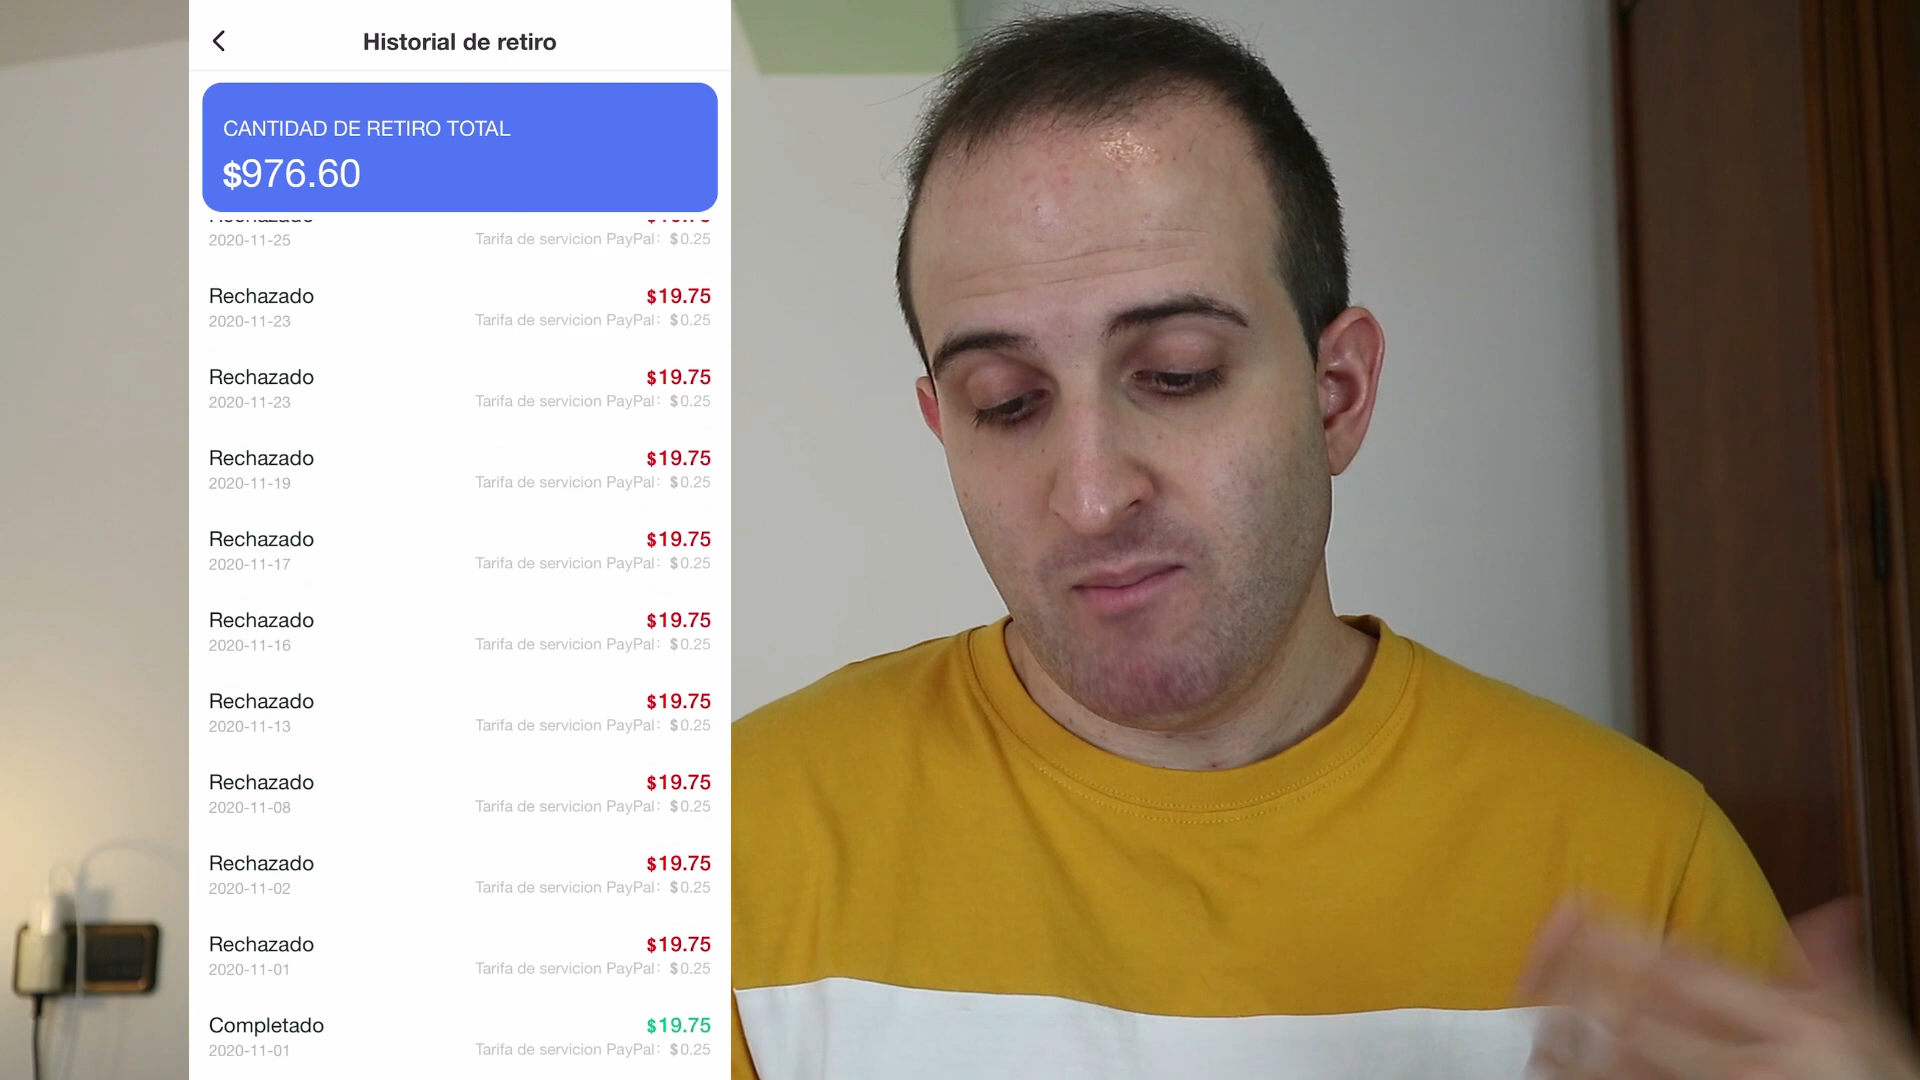 Historial de retiro
CANTIDAD DE RETIRO TOTAL
$976.60
2020-11-25 Tarifa de servicion PayPal: $0.25
Rechazado $19.75
2020-11-23 Tarifa de servicion PayPal: $0.25
Rechazado $19.75
2020-11-23 Tarifa de servicion PayPal: $0.25
Rechazado $19.75
2020-11-19 Tarifa de servicion PayPal: $0.25
Rechazado $19.75
2020-11-17 Tarifa de servicion PayPal: $0.25
Rechazado $19.75
2020-11-16 Tarifa de servicion PayPal: $0.25
Rechazado $19.75
2020-11-13 Tarifa de servicion PayPal: $0.25
Rechazado $19.75
2020-11-08 Tarifa de servicion PayPal: $0.25
Rechazado $19.75
2020-11-02 Tarifa de servicion PayPal: $0.25
Rechazado $19.75
2020-11-01 Tarifa de servicion PayPal: $0.25
Completado $19.75
2020-11-01 Tarifa de servicion PayPal: $0.25